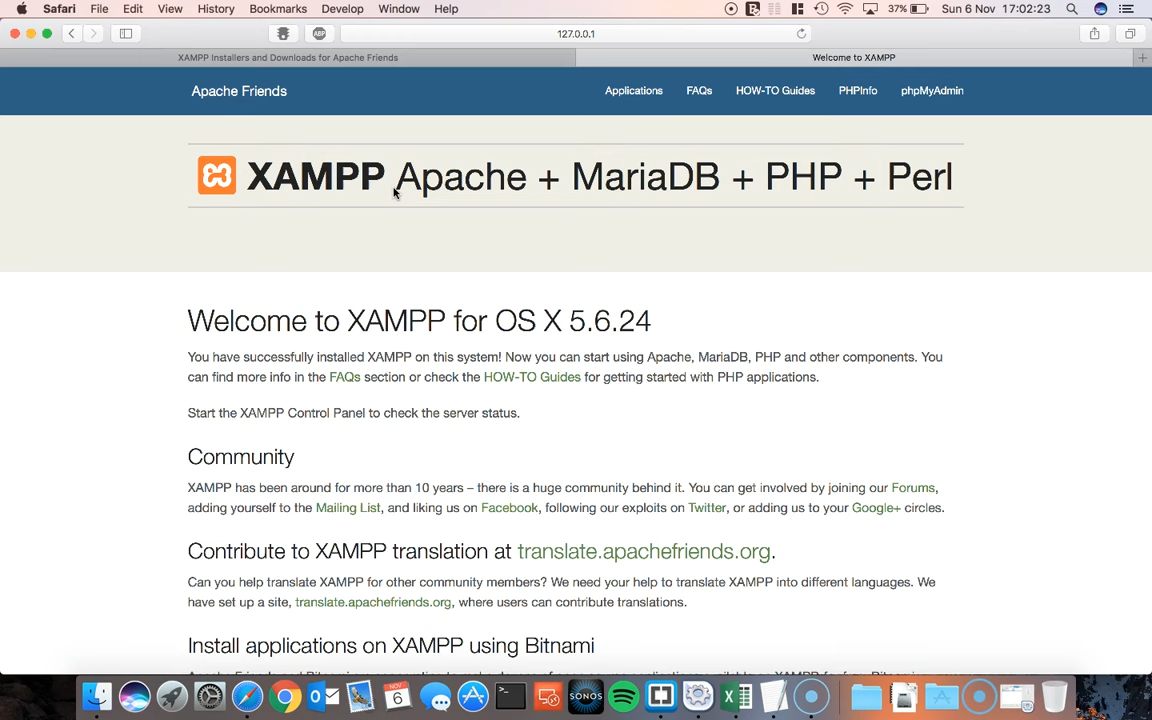 Safari File Edit View History Bookmarks Develop Window Help 37% Sun 6 Nov 17:02:23
ABP 127.0.0.1
XAMPP Installers and Downloads for Apache Friends Welcome to XAMPP
Apache Friends Applications FAQs HOW-TO Guides PHPInfo phpMyAdmin
XAMPP Apache + MariaDB + PHP + Perl
Welcome to XAMPP for OS X 5.6.24
You have successfully installed XAMPP on this system! Now you can start using Apache, MariaDB, PHP and other components. You
can find more info in the FAQs section or check the HOW-TO Guides for getting started with PHP applications.
Start the XAMPP Control Panel to check the server status.
Community
XAMPP has been around for more than 10 years – there is a huge community behind it. You can get involved by joining our Forums,
adding yourself to the Mailing List, and liking us on Facebook, following our exploits on Twitter, or adding us to your Google+ circles.
Contribute to XAMPP translation at translate.apachefriends.org.
Can you help translate XAMPP for other community members? We need your help to translate XAMPP into different languages. We
have set up a site, translate.apachefriends.org, where users can contribute translations.
Install applications on XAMPP using Bitnami
NOV
6
SONOS